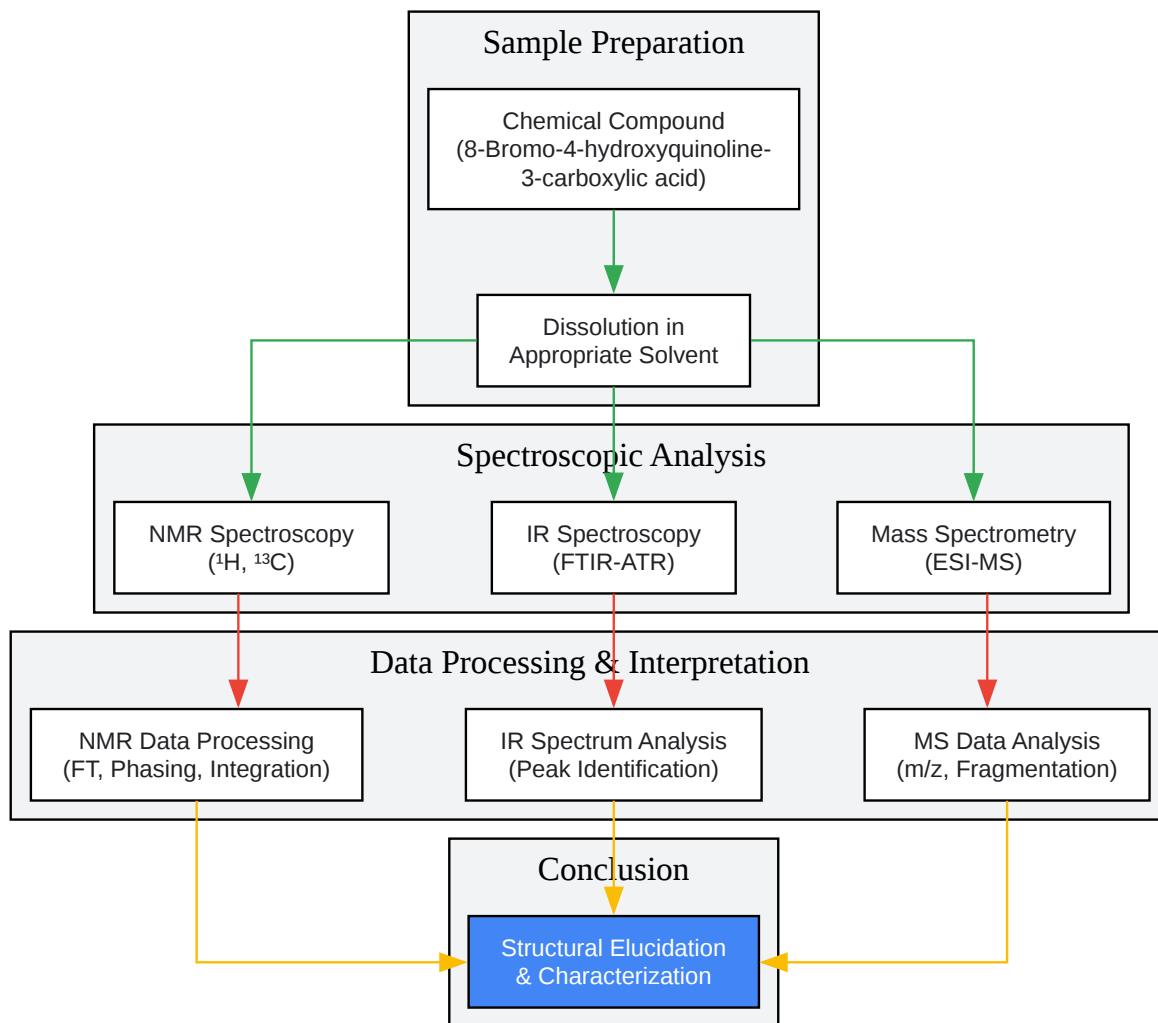 Sample Preparation
Chemical Compound
(8-Bromo-4-hydroxyquinoline-
3-carboxylic acid)
Dissolution in
Appropriate Solvent
Spectroscopic Analysis
NMR Spectroscopy
(¹H, ¹³C)
IR Spectroscopy
(FTIR-ATR)
Mass Spectrometry
(ESI-MS)
Data Processing & Interpretation
NMR Data Processing
(FT, Phasing, Integration)
IR Spectrum Analysis
(Peak Identification)
MS Data Analysis
(m/z, Fragmentation)
Conclusion
Structural Elucidation
& Characterization